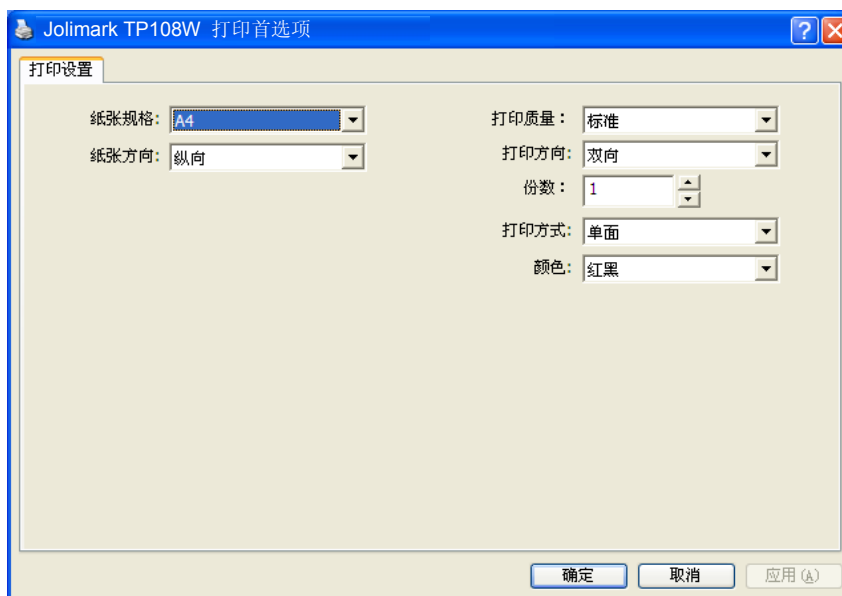 Jolimark TP108W 打印首选项
打印设置
纸张规格: A4
纸张方向: 纵向
打印质量： 标准
打印方向: 双向
份数： 1
打印方式: 单面
颜色: 红黑
确定
取消
应用(A)